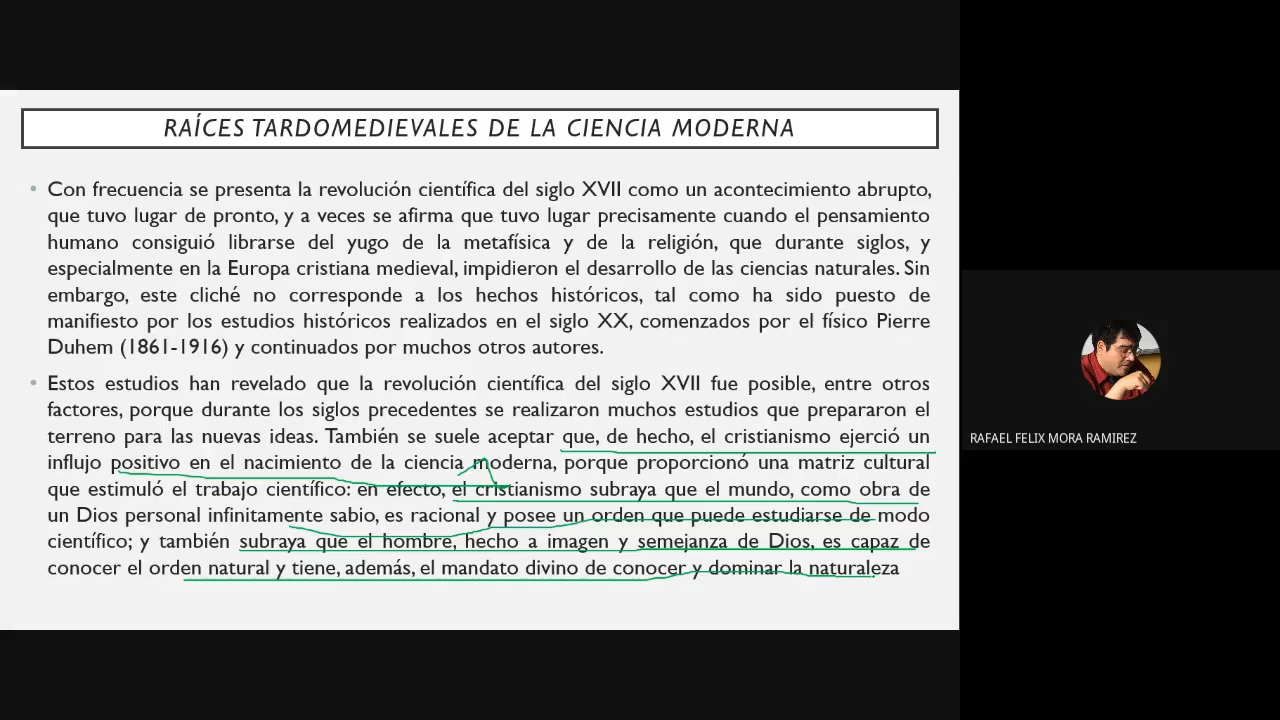 RAÍCES TARDOMEDIEVALES DE LA CIENCIA MODERNA
• Con frecuencia se presenta la revolución científica del siglo XVII como un acontecimiento abrupto,
que tuvo lugar de pronto, y a veces se afirma que tuvo lugar precisamente cuando el pensamiento
humano consiguió librarse del yugo de la metafísica y de la religión, que durante siglos, y
especialmente en la Europa cristiana medieval, impidieron el desarrollo de las ciencias naturales. Sin
embargo, este cliché no corresponde a los hechos históricos, tal como ha sido puesto de
manifiesto por los estudios históricos realizados en el siglo XX, comenzados por el físico Pierre
Duhem (1861-1916) y continuados por muchos otros autores.
• Estos estudios han revelado que la revolución científica del siglo XVII fue posible, entre otros
factores, porque durante los siglos precedentes se realizaron muchos estudios que prepararon el
terreno para las nuevas ideas. También se suele aceptar que, de hecho, el cristianismo ejerció un
influjo positivo en el nacimiento de la ciencia moderna, porque proporcionó una matriz cultural
que estimuló el trabajo científico: en efecto, el cristianismo subraya que el mundo, como obra de
un Dios personal infinitamente sabio, es racional y posee un orden que puede estudiarse de modo
científico; y también subraya que el hombre, hecho a imagen y semejanza de Dios, es capaz de
conocer el orden natural y tiene, además, el mandato divino de conocer y dominar la naturaleza
RAFAEL FELIX MORA RAMIREZ